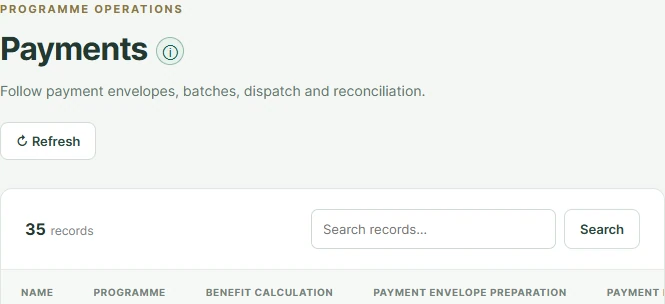 PROGRAMME OPERATIONS
Payments
Follow payment envelopes, batches, dispatch and reconciliation.
Refresh
35 records
Search records...
Search
NAME PROGRAMME BENEFIT CALCULATION PAYMENT ENVELOPE PREPARATION PAYMENT